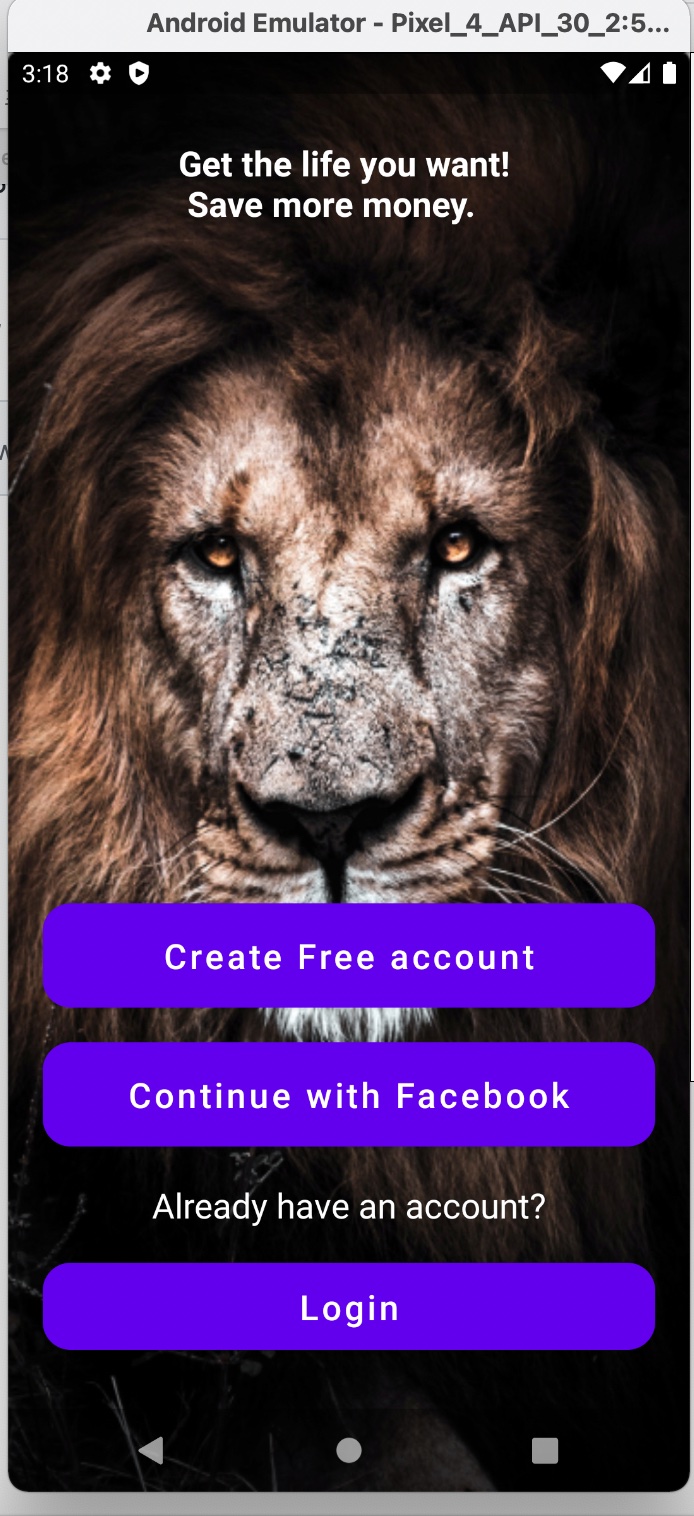 Android Emulator - Pixel_4_API_30_2:5...
3:18
Get the life you want!
Save more money.
Create Free account
Continue with Facebook
Already have an account?
Login